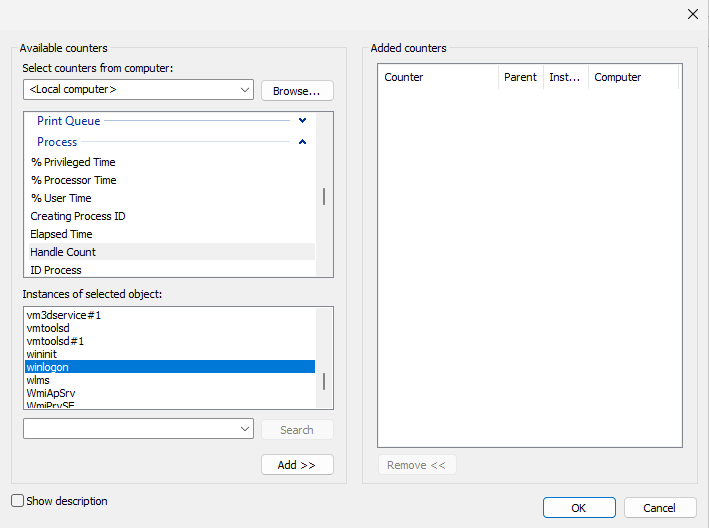 Available counters
Select counters from computer:
<Local computer>
Browse...
Print Queue
Process
% Privileged Time
% Processor Time
% User Time
Creating Process ID
Elapsed Time
Handle Count
ID Process
Instances of selected object:
vm3dservice#1
vmtoolsd
vmtoolsd#1
wininit
winlogon
wlms
WmiApSrv
WmiPrvSE
Search
Add >>
Show description
Added counters
Counter Parent Inst... Computer
Remove <<
OK Cancel